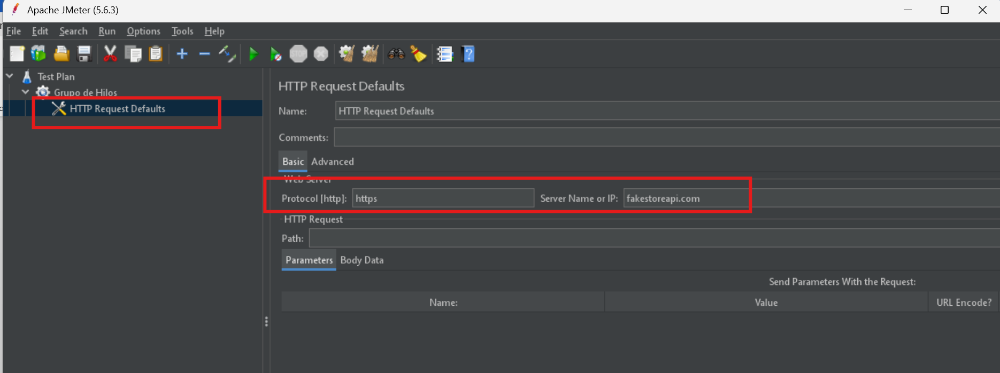 Apache JMeter (5.6.3)
File Edit Search Run Options Tools Help
STOP
Test Plan
Grupo de Hilos
HTTP Request Defaults
HTTP Request Defaults
Name: HTTP Request Defaults
Comments:
Basic Advanced
Web Server
Protocol [http]: https Server Name or IP: fakestoreapi.com
HTTP Request
Path:
Parameters Body Data
Send Parameters With the Request:
Name: Value URL Encode?